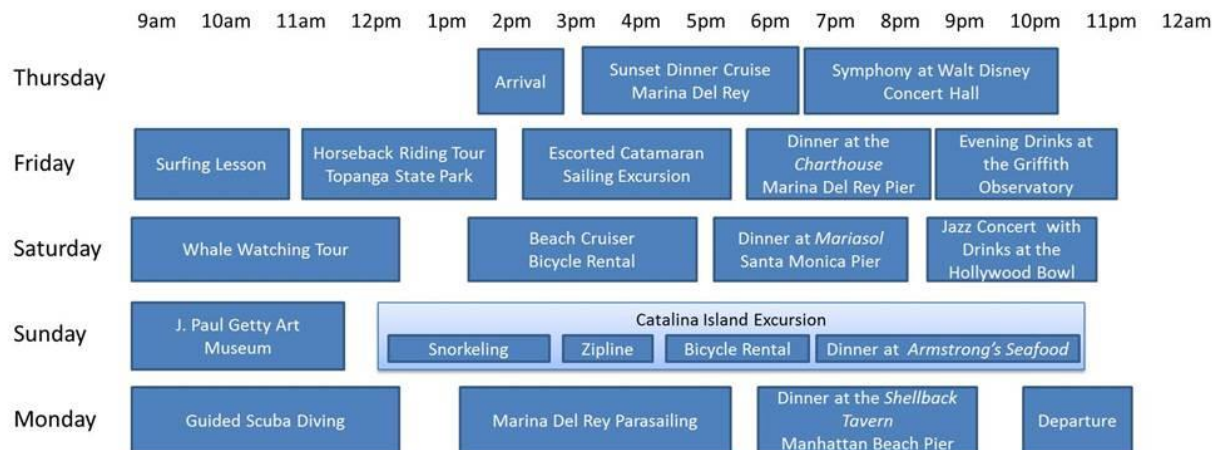 9am 10am 11am 12pm 1pm 2pm 3pm 4pm 5pm 6pm 7pm 8pm 9pm 10pm 11pm 12am
Thursday
Arrival
Sunset Dinner Cruise
Marina Del Rey
Symphony at Walt Disney
Concert Hall
Friday
Surfing Lesson
Horseback Riding Tour
Topanga State Park
Escorted Catamaran
Sailing Excursion
Dinner at the
Charthouse
Marina Del Rey Pier
Evening Drinks at
the Griffith
Observatory
Saturday
Whale Watching Tour
Beach Cruiser
Bicycle Rental
Dinner at Mariasol
Santa Monica Pier
Jazz Concert with
Drinks at the
Hollywood Bowl
Sunday
J. Paul Getty Art
Museum
Catalina Island Excursion
Snorkeling
Zipline
Bicycle Rental
Dinner at Armstrong's Seafood
Monday
Guided Scuba Diving
Marina Del Rey Parasailing
Dinner at the Shellback
Tavern
Manhattan Beach Pier
Departure